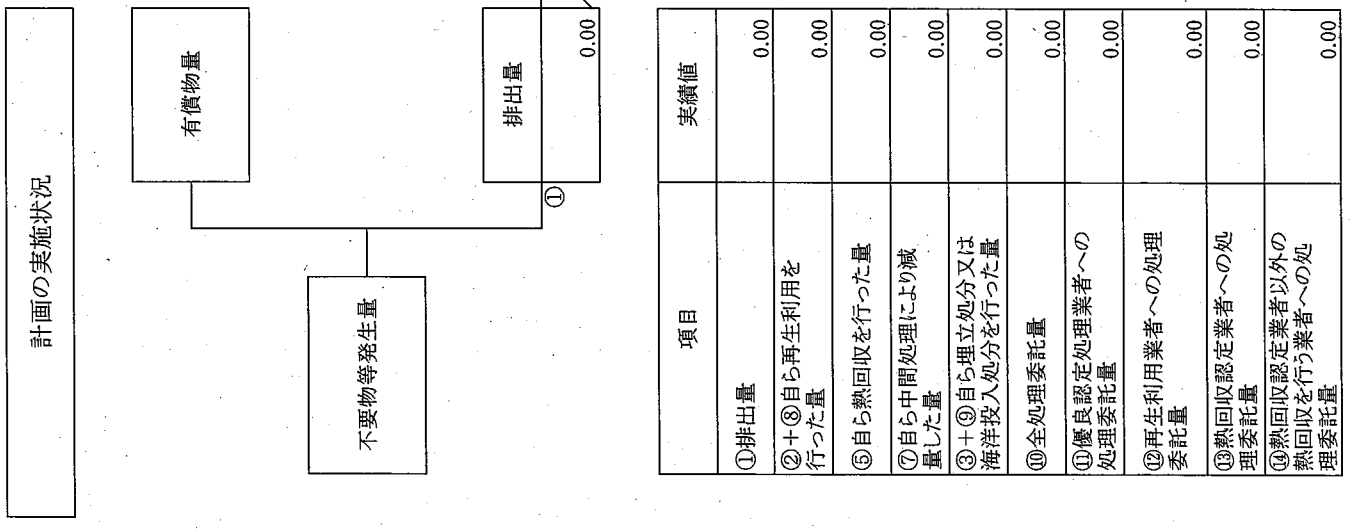 計画の実施状況
有償物量
不要物等発生量
排出量
①
0.00
項目 実績値
①排出量 0.00
②+⑧自ら再生利用を
行った量 0.00
⑤自ら熱回収を行った量 0.00
⑦自ら中間処理により減
量した量 0.00
③+⑨自ら埋立処分又は
海洋投入処分を行った量 0.00
⑩全処理委託量 0.00
⑪優良認定処理業者への
処理委託量 0.00
⑫再生利用業者への処理
委託量 0.00
⑬熱回収認定業者への処
理委託量 0.00
⑭熱回収認定業者以外の
熱回収を行う業者への処
理委託量 0.00